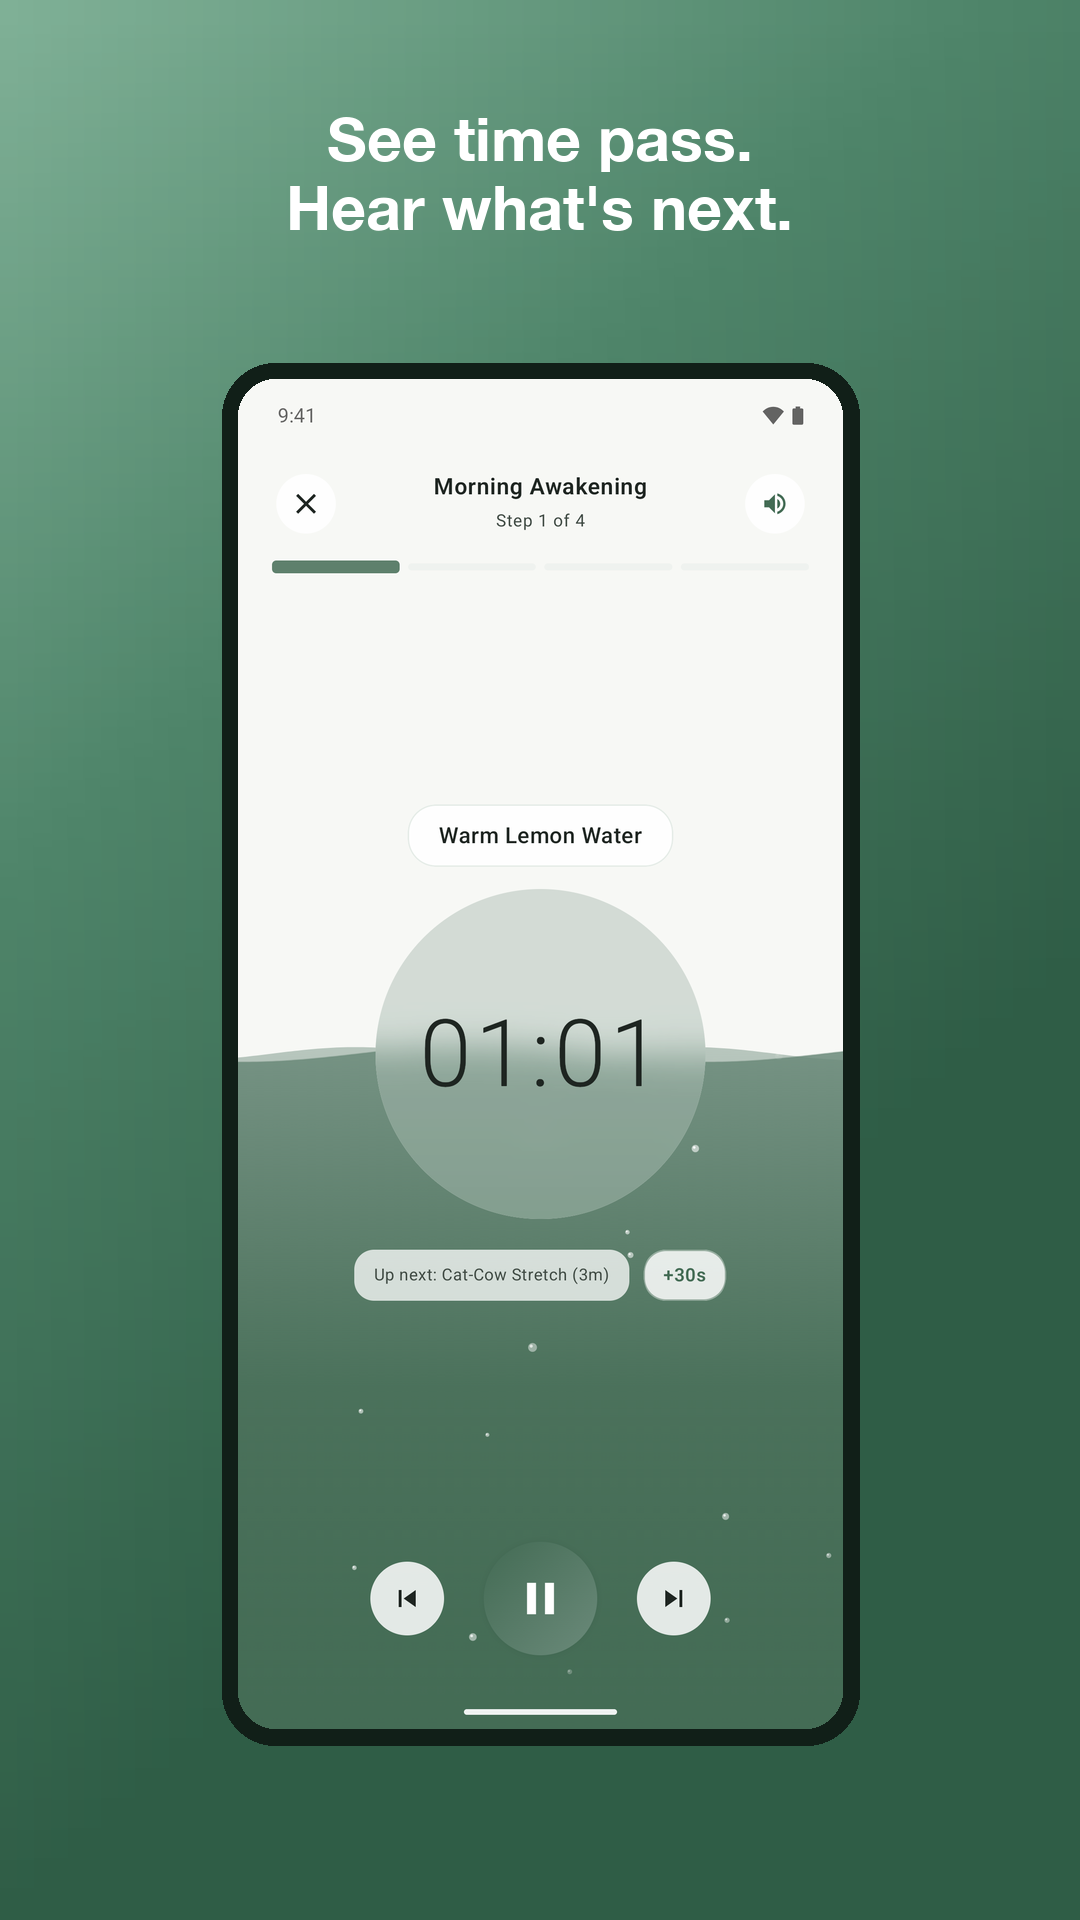 See time pass.
Hear what's next.
9:41
Morning Awakening
Step 1 of 4
Warm Lemon Water
01:01
Up next: Cat-Cow Stretch (3m)
+30s